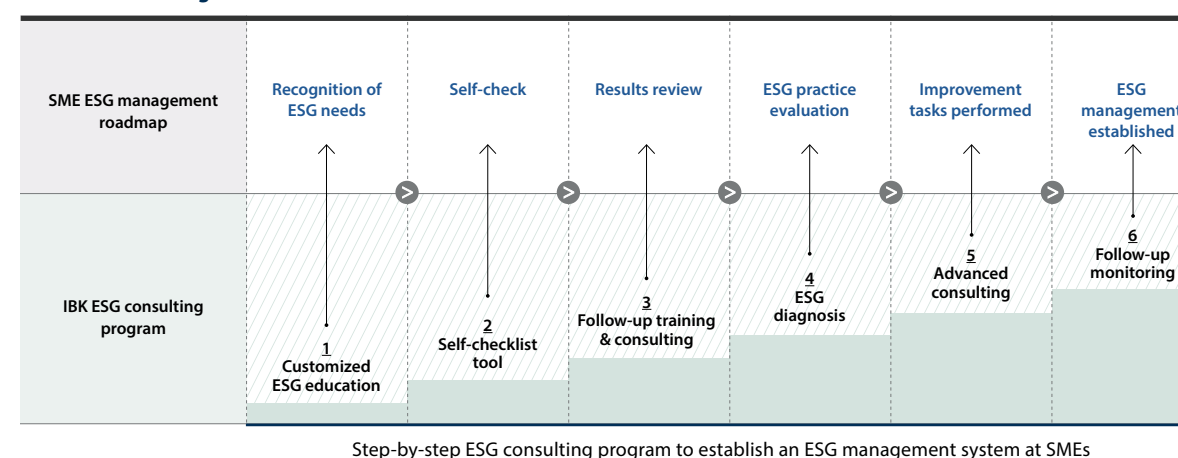 SME ESG management
roadmap
Recognition of
ESG needs
Self-check
Results review
ESG practice
evaluation
Improvement
tasks performed
ESG
management
established
>
>
>
>
>
IBK ESG consulting
program
1
Customized
ESG education
2
Self-checklist
tool
3
Follow-up training
& consulting
4
ESG
diagnosis
5
Advanced
consulting
6
Follow-up
monitoring
Step-by-step ESG consulting program to establish an ESG management system at SMEs